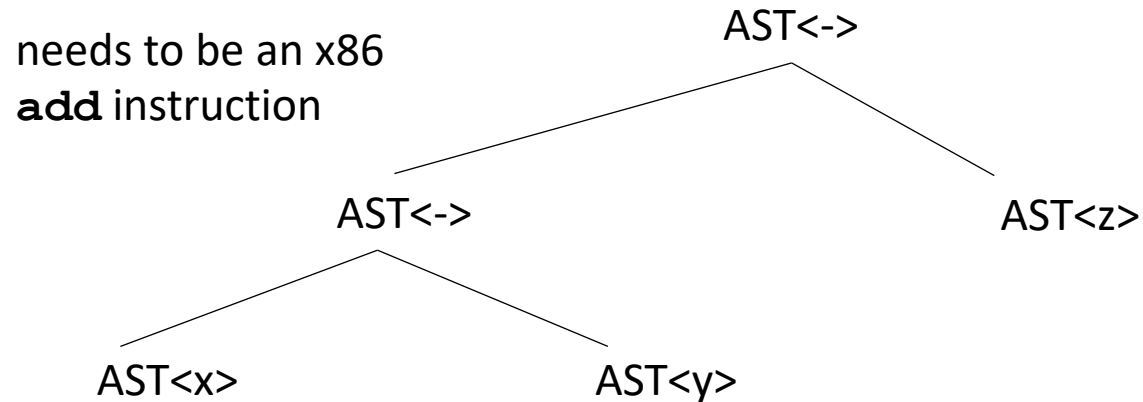 AST<->
needs to be an x86
add instruction
AST<->
AST<z>
AST<x>
AST<y>